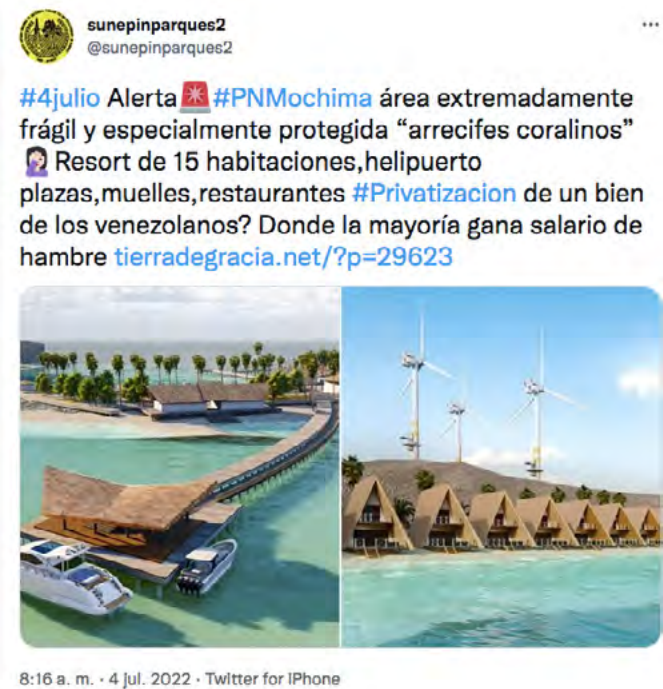 sunepinparques2
@sunepinparques2
#4julio Alerta🚨#PNMochima área extremadamente
frágil y especialmente protegida “arrecifes coralinos”
🤦🏻‍♀️Resort de 15 habitaciones,helipuerto
plazas,muelles,restaurantes #Privatizacion de un bien
de los venezolanos? Donde la mayoría gana salario de
hambre tierradegracia.net/?p=29623
8:16 a. m. · 4 jul. 2022 · Twitter for iPhone